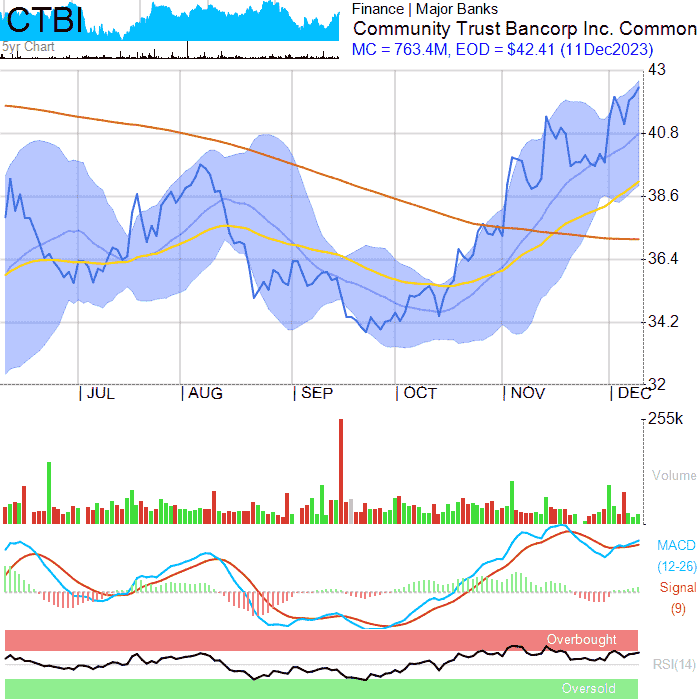 CTBI
5yr Chart
Finance | Major Banks
Community Trust Bancorp Inc. Common
MC = 763.4M, EOD = $42.41 (11Dec2023)
43
40.8
38.6
36.4
34.2
32
| JUL | AUG | SEP | OCT | NOV | DEC
255k
Volume
MACD
(12-26)
Signal
(9)
Overbought
RSI(14)
Oversold